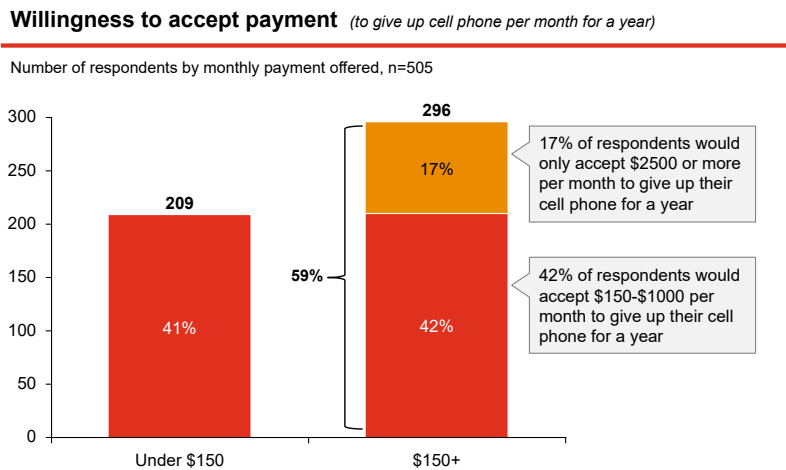 Willingness to accept payment (to give up cell phone per month for a year)
Number of respondents by monthly payment offered, n=505
300
250
200
150
100
50
0
209
41%
Under $150
59%
296
17%
42%
$150+
17% of respondents would
only accept $2500 or more
per month to give up their
cell phone for a year
42% of respondents would
accept $150-$1000 per
month to give up their cell
phone for a year